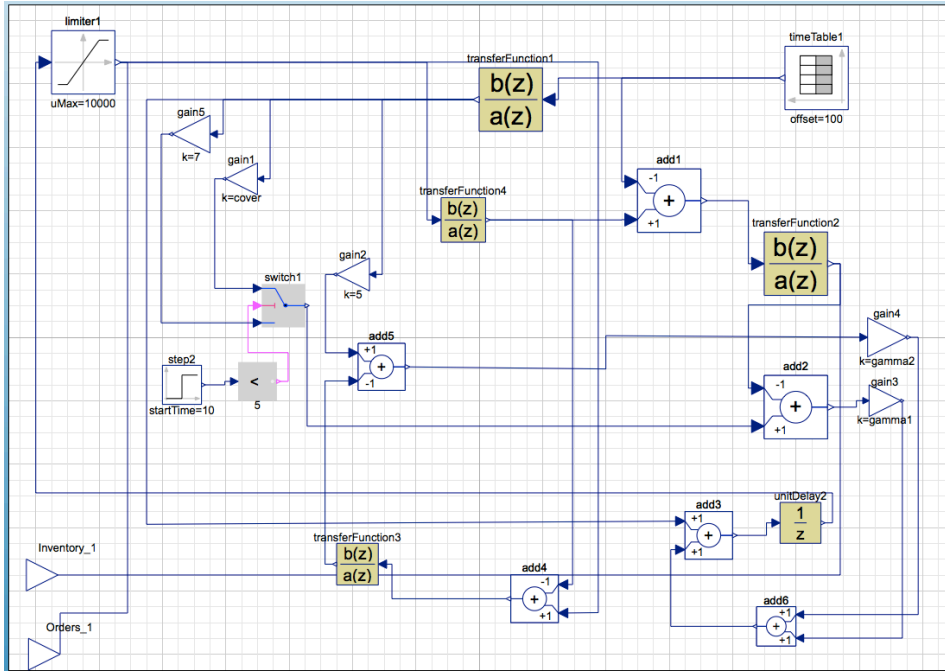 limiter1
uMax=10000
timeTable1
offset=100
transferFunction1
b(z)
a(z)
gain5
k=7
gain1
k=cover
transferFunction4
b(z)
a(z)
add1
-1
+
+1
transferFunction2
b(z)
a(z)
gain2
k=5
switch1
add5
+1
+
-1
step2
startTime=10
<
5
gain4
k=gamma2
add2
-1
+
+1
gain3
k=gamma1
unitDelay2
1
z
add3
+1
+
+1
transferFunction3
b(z)
a(z)
Inventory_1
add4
-1
+
+1
Orders_1
add6
+1
+
+1